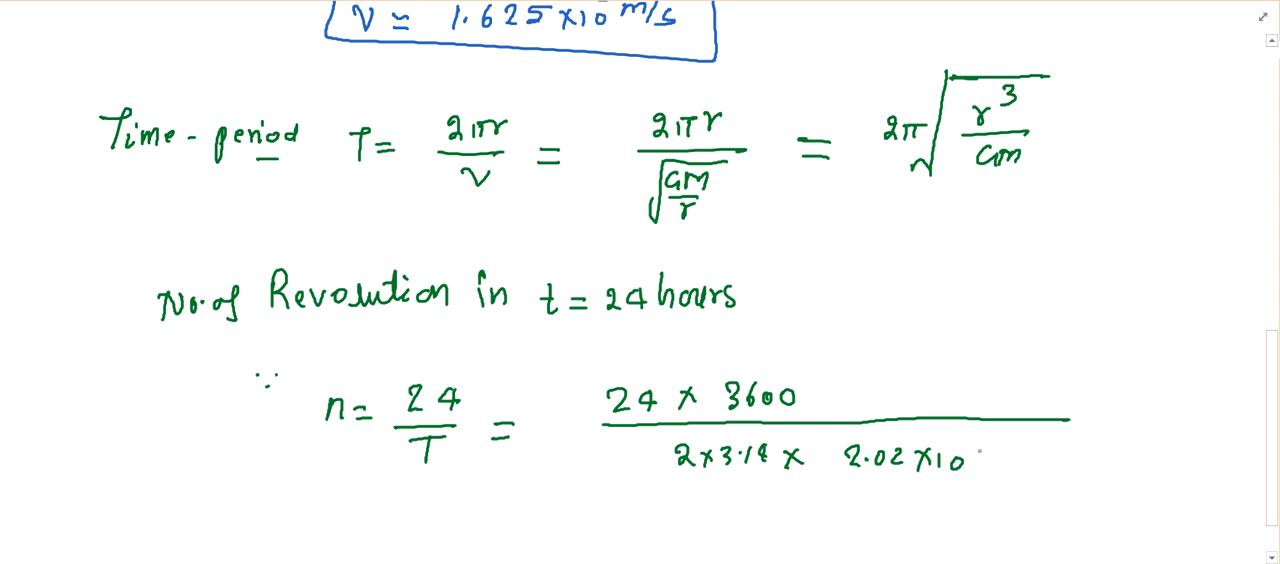 V ≃ 1.625×10 m/s
Time-period T = 2πr/V = 2πr/√(GM/r) = 2π√(r³/GM)
No. of Revolution in t = 24 hours
∵ n = 24/T = 24 × 3600/2×3.14× 2.02×10